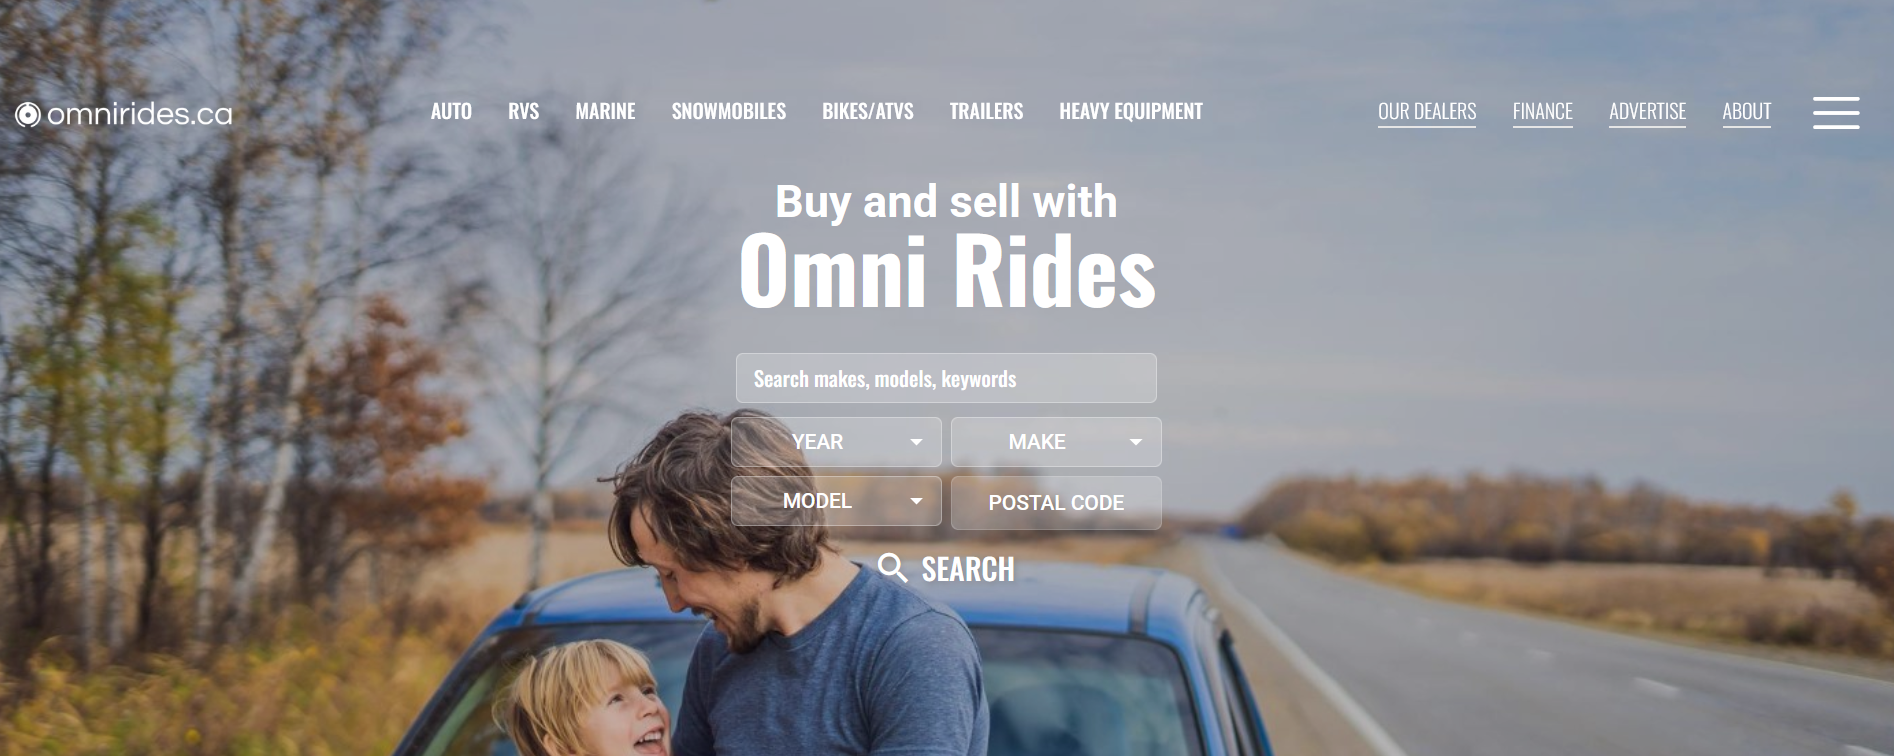 omnirides.ca AUTO RVS MARINE SNOWMOBILES BIKES/ATVS TRAILERS HEAVY EQUIPMENT OUR DEALERS FINANCE ADVERTISE ABOUT
Buy and sell with
Omni Rides
Search makes, models, keywords
YEAR MAKE
MODEL POSTAL CODE
SEARCH